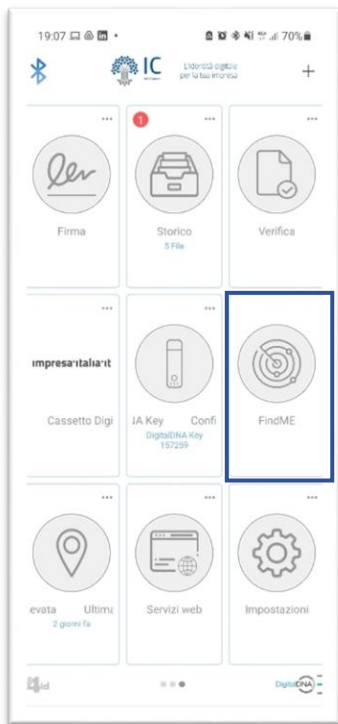 19:07
70%
IC
L'identità digitale
per la tua impresa
1
Firma
Storico
5 File
Verifica
impresa italia it
Cassetto Digi
IA Key Confi
DigitalDNA Key
157259
FindME
evata Ultima
2 giorni fa
Servizi web
Impostazioni
4id
DigitalDNA